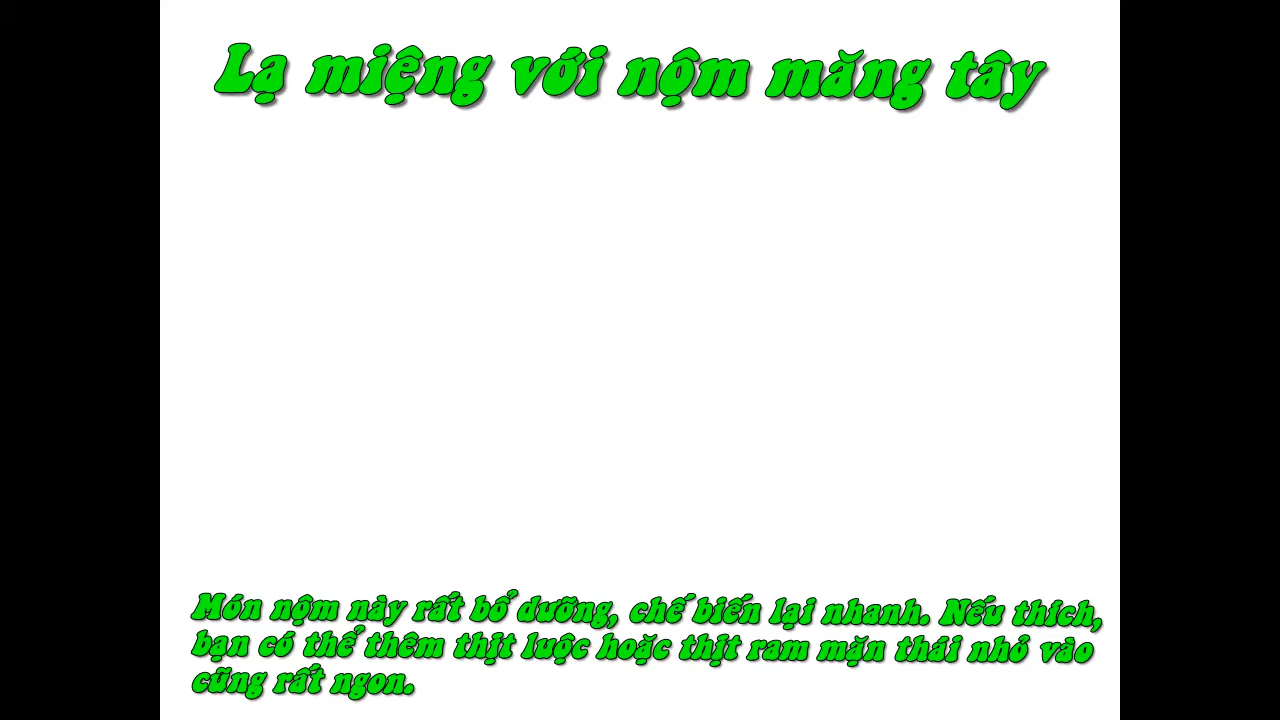 Lạ miệng với nộm măng tây
Món nộm này rất bổ dưỡng, chế biến lại nhanh. Nếu thích,
bạn có thể thêm thịt luộc hoặc thịt ram mặn thái nhỏ vào
cũng rất ngon.